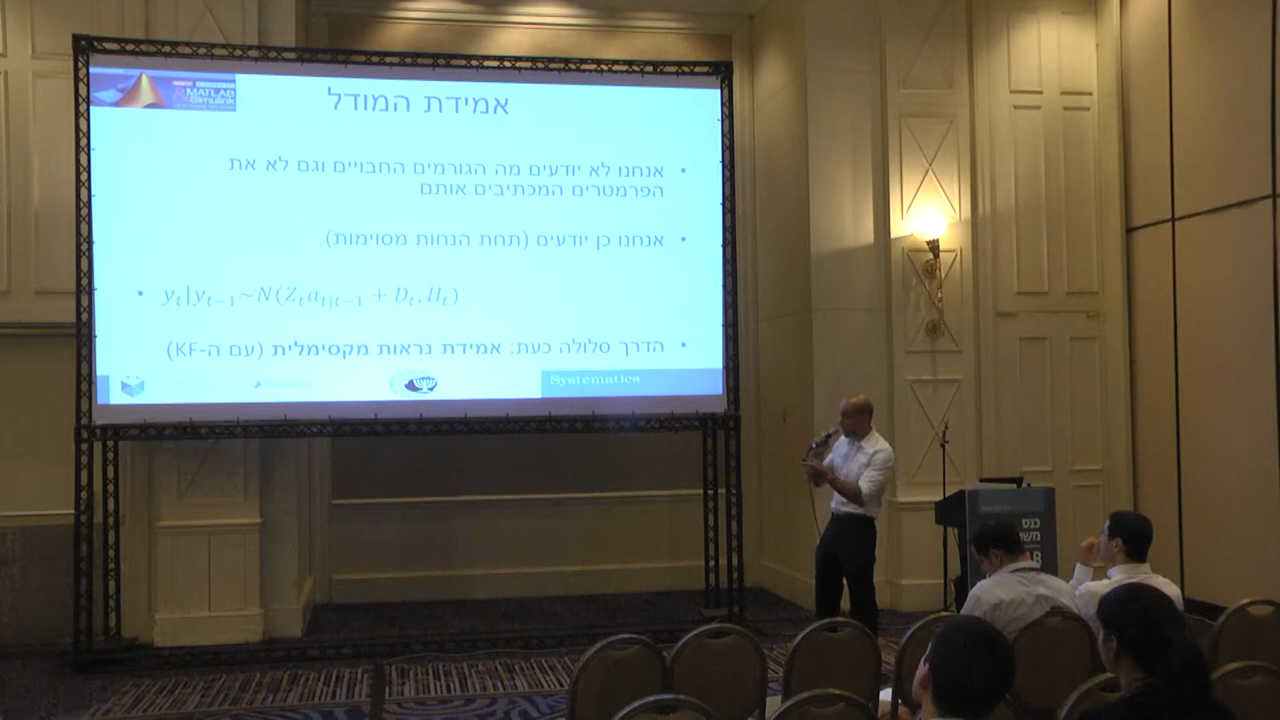 MATLAB
Simulink
אמידת המודל
• אנחנו לא יודעים מה הגורמים החבויים וגם לא את
הפרמטרים המכתיבים אותם
• אנחנו כן יודעים (תחת הנחות מסוימות)
• y_t|y_{t−1}~N(Z_t a_{t|t−1} + D_t, H_t)
• הדרך סלולה כעת: אמידת נראות מקסימלית (עם ה-KF)
Systematics
כנס